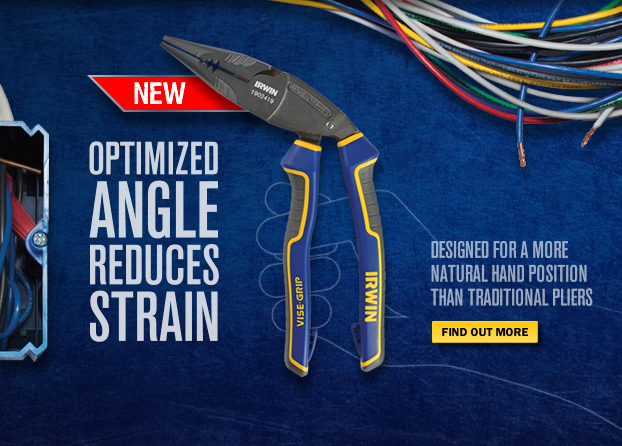 NEW
IRWIN
1902419
OPTIMIZED
ANGLE
REDUCES
STRAIN
VISE-GRIP
IRWIN
DESIGNED FOR A MORE
NATURAL HAND POSITION
THAN TRADITIONAL PLIERS
FIND OUT MORE